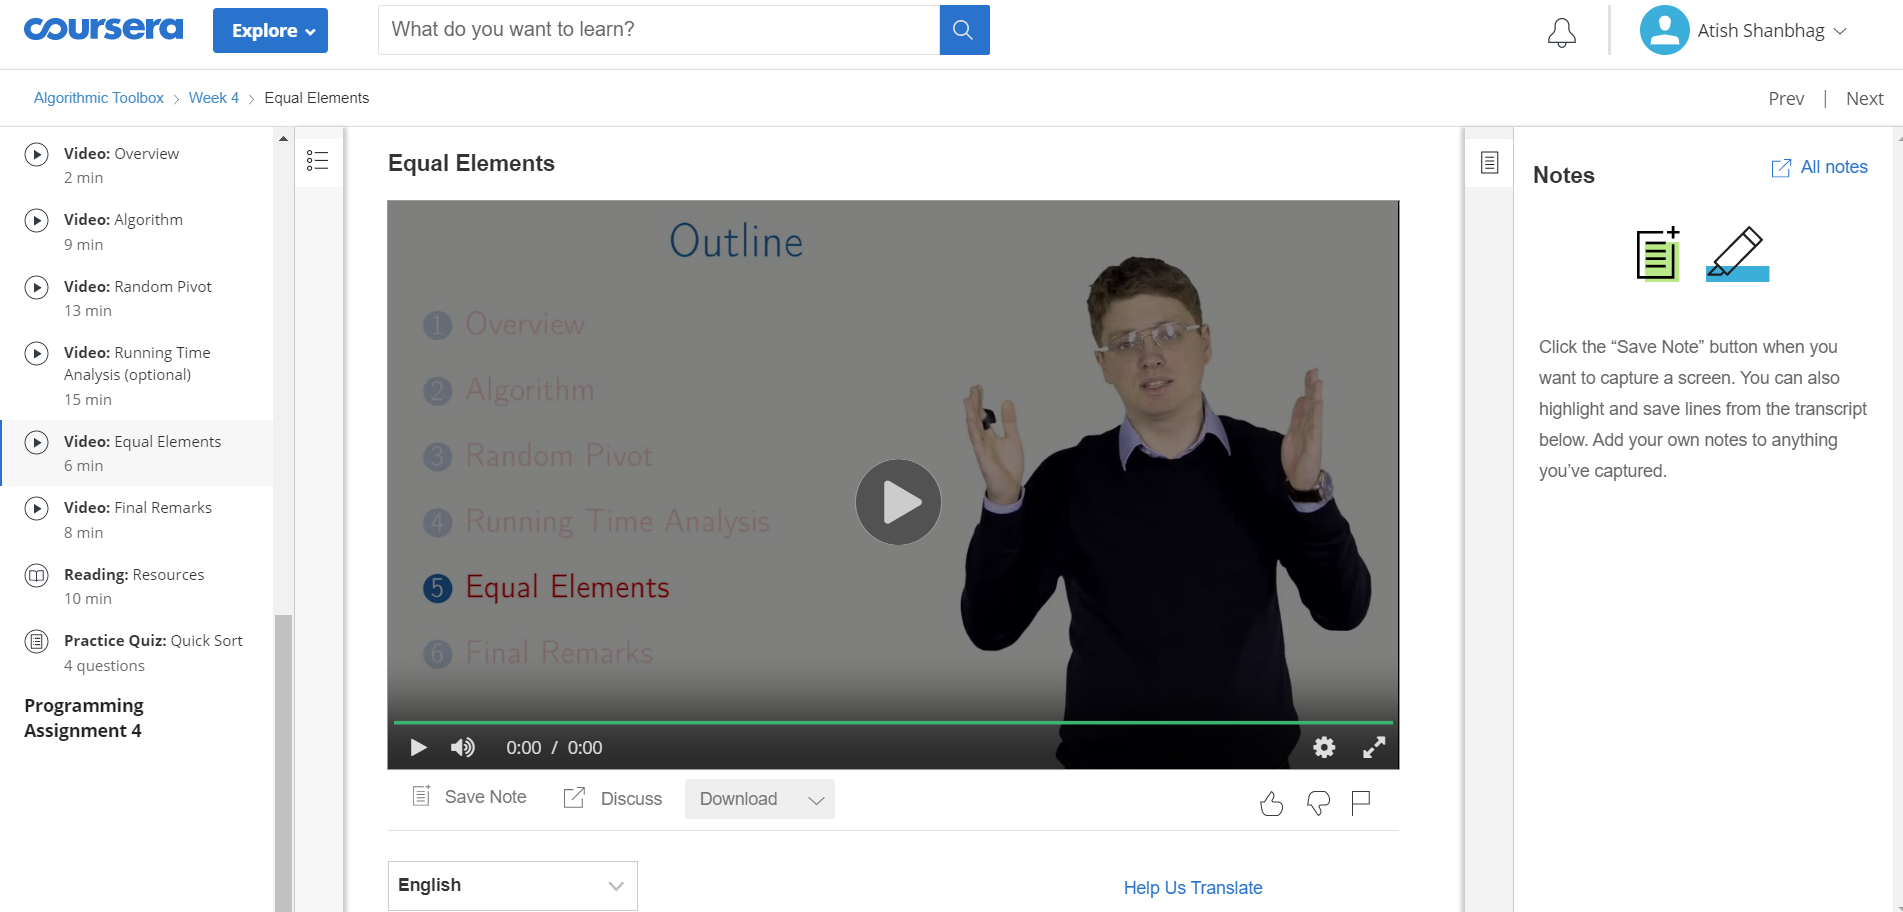 coursera
Explore
What do you want to learn?
Atish Shanbhag
Algorithmic Toolbox > Week 4 > Equal Elements
Prev | Next
Video: Overview
2 min
Video: Algorithm
9 min
Video: Random Pivot
13 min
Video: Running Time
Analysis (optional)
15 min
Video: Equal Elements
6 min
Video: Final Remarks
8 min
Reading: Resources
10 min
Practice Quiz: Quick Sort
4 questions
Programming
Assignment 4
Equal Elements
Outline
1 Overview
2 Algorithm
3 Random Pivot
4 Running Time Analysis
5 Equal Elements
6 Final Remarks
0:00 / 0:00
Save Note
Discuss
Download
English
Help Us Translate
Notes
All notes
Click the “Save Note” button when you
want to capture a screen. You can also
highlight and save lines from the transcript
below. Add your own notes to anything
you’ve captured.